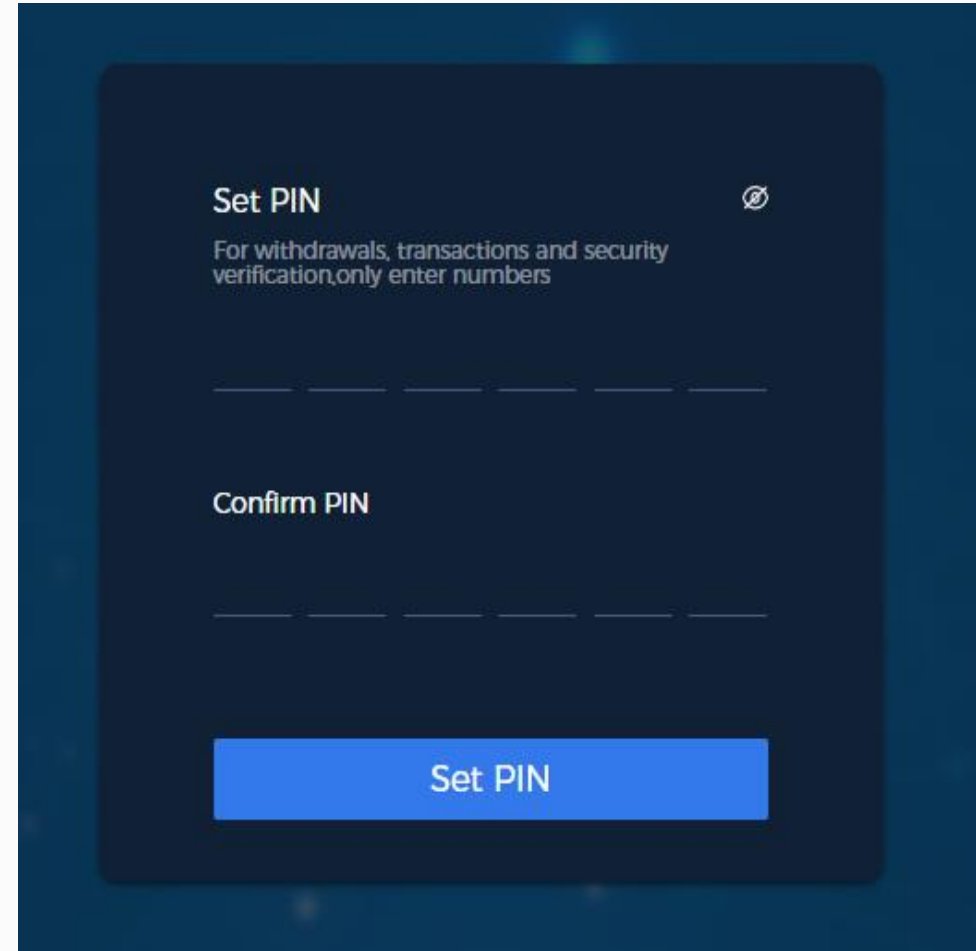 Set PIN
For withdrawals, transactions and security
verification,only enter numbers
Confirm PIN
Set PIN